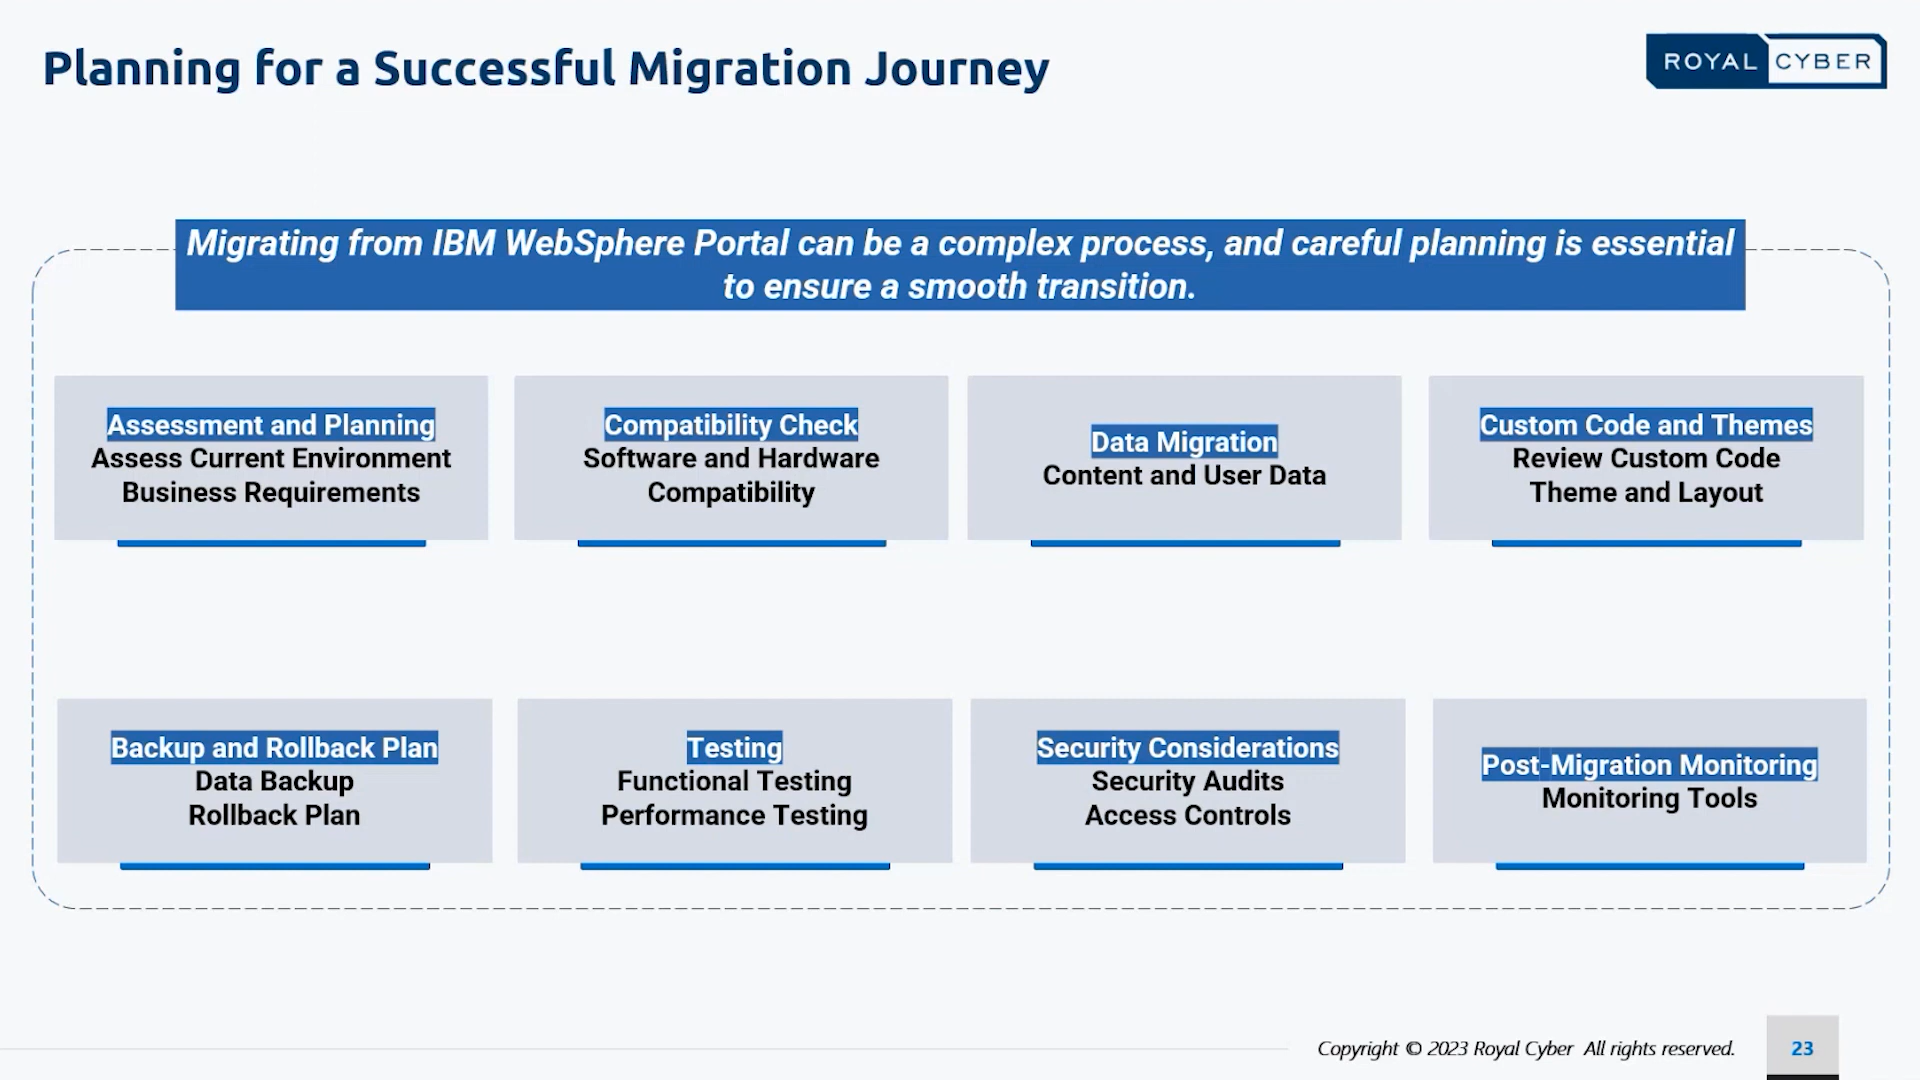 Planning for a Successful Migration Journey
ROYAL CYBER
Migrating from IBM WebSphere Portal can be a complex process, and careful planning is essential
to ensure a smooth transition.
Assessment and Planning
Assess Current Environment
Business Requirements
Compatibility Check
Software and Hardware
Compatibility
Data Migration
Content and User Data
Custom Code and Themes
Review Custom Code
Theme and Layout
Backup and Rollback Plan
Data Backup
Rollback Plan
Testing
Functional Testing
Performance Testing
Security Considerations
Security Audits
Access Controls
Post-Migration Monitoring
Monitoring Tools
Copyright © 2023 Royal Cyber All rights reserved.
23